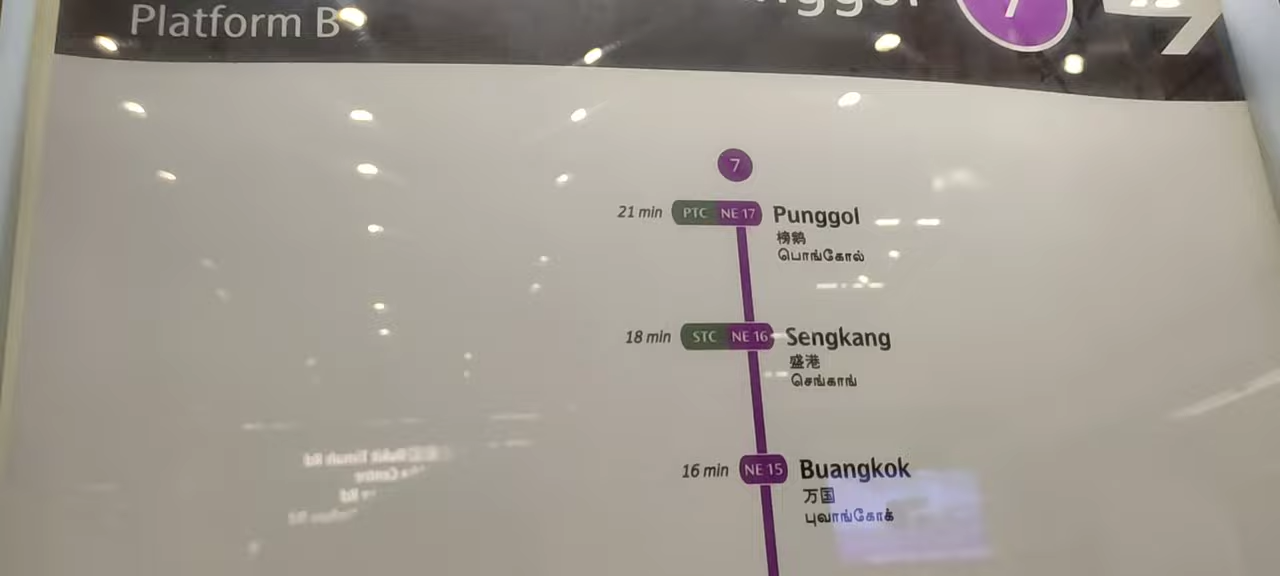 Platform B
7
7
21 min PTC NE 17 Punggol
榜鹅
பொங்கோல்
18 min STC NE 16 Sengkang
盛港
செங்காங்
16 min NE 15 Buangkok
万国
புவாங்கோக்